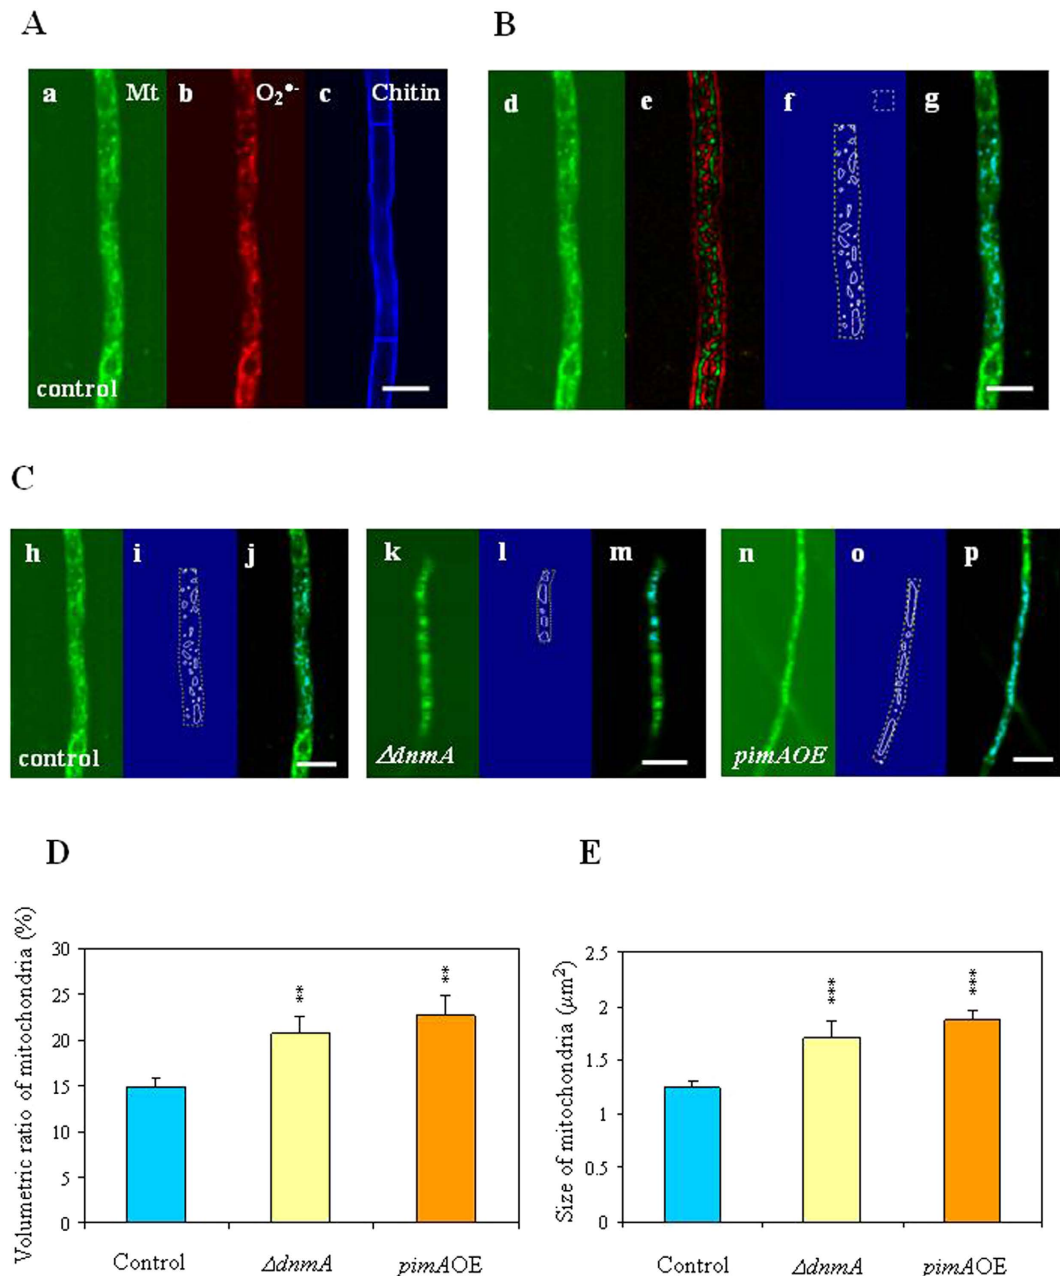 A
B
a Mt b O₂•- c Chitin
control
d e f g
C
h i j k l m n o p
control ΔdnmA pimAOE
D
E
Volumetric ratio of mitochondria (%)
30
25
20
15
10
5
0
**
**
Control ΔdnmA pimAOE
Size of mitochondria (μm²)
2.5
2
1.5
1
0.5
0
***
***
Control ΔdnmA pimAOE